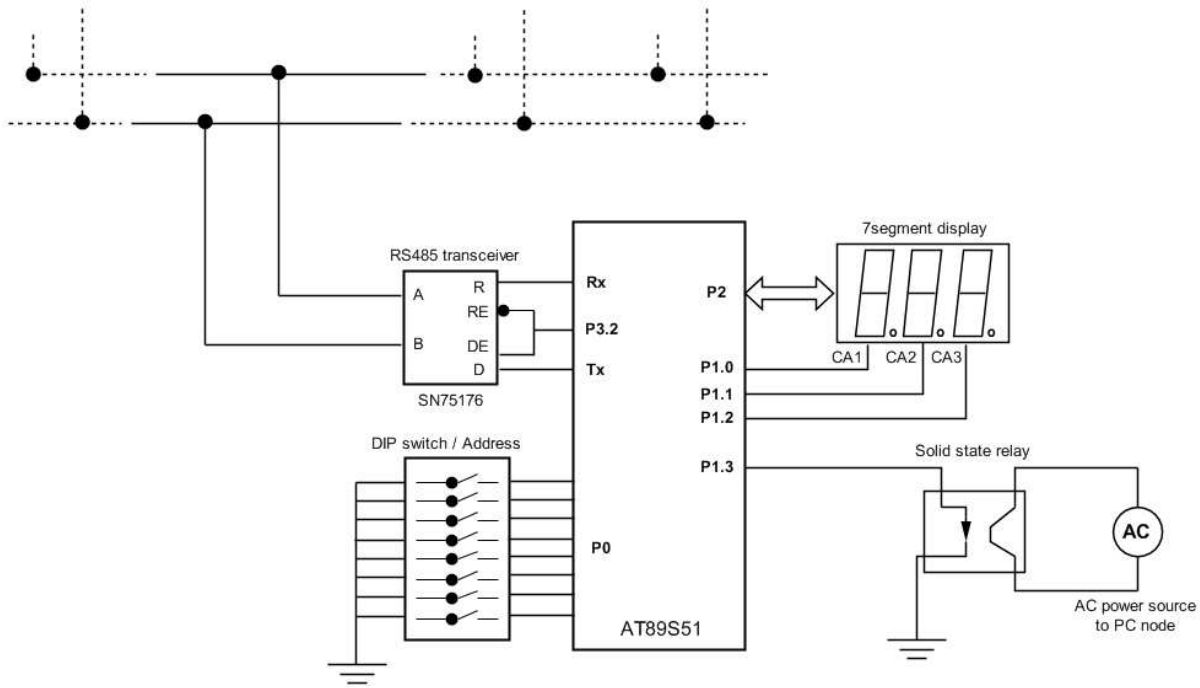 7segment display
RS485 transceiver
A
R
Rx
RE
P2
P3.2
B
DE
CA1
CA2
CA3
D
Tx
P1.0
SN75176
P1.1
P1.2
DIP switch / Address
Solid state relay
P1.3
AC
P0
AC power source
to PC node
AT89S51